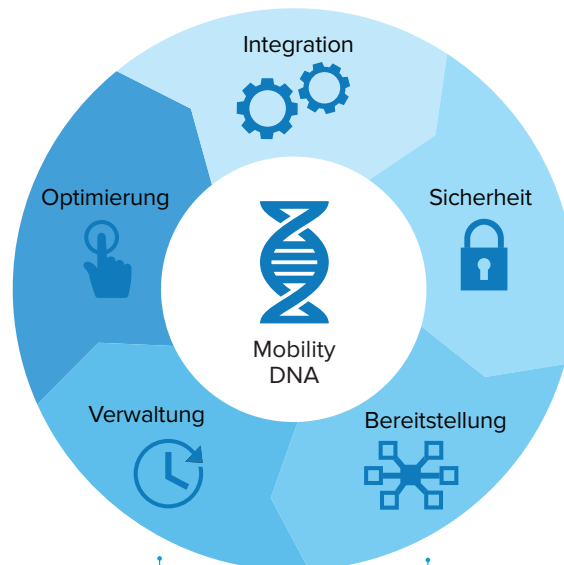 Integration
Optimierung
Sicherheit
Mobility
DNA
Verwaltung
Bereitstellung